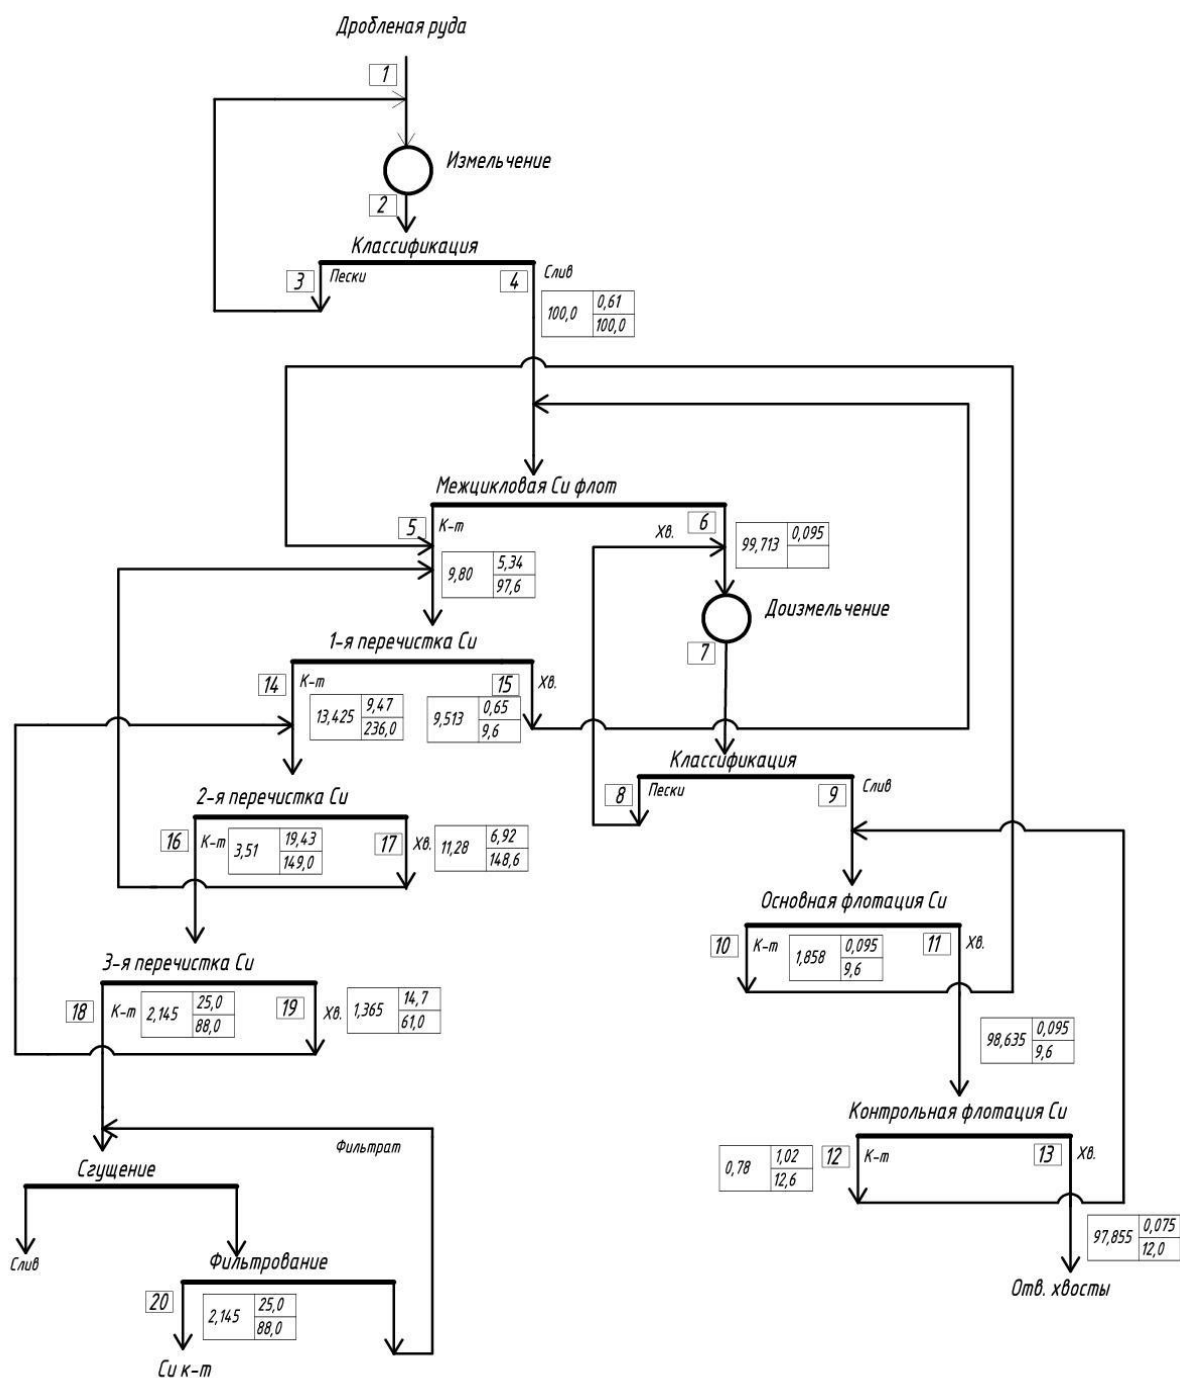 Дробленая руда
1
Измельчение
2
Классификация
3 Пески
4 Слив
100,0 0,61
100,0
Межцикловая Си флот
5 К-т
9,80 5,34
97,6
Хв. 6
99,713 0,095
Доизмельчение
7
1-я перечистка Си
14 К-т
13,425 9,47
236,0
15 Хв.
9,513 0,65
9,6
Классификация
8 Пески
9 Слив
2-я перечистка Си
16 К-т
3,51 19,43
149,0
17 Хв.
11,28 6,92
148,6
Основная флотация Си
10 К-т
1,858 0,095
9,6
11 Хв.
98,635 0,095
9,6
3-я перечистка Си
18 К-т
2,145 25,0
88,0
19 Хв.
1,365 14,7
61,0
Контрольная флотация Си
0,78 1,02
12,6
12 К-т
13 Хв.
97,855 0,075
12,0
Отв. хвосты
Фильтрат
Сгущение
Слив
Фильтрование
20
2,145 25,0
88,0
Си к-т